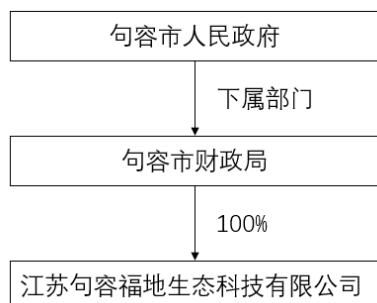 句容市人民政府
下属部门
句容市财政局
100%
江苏句容福地生态科技有限公司